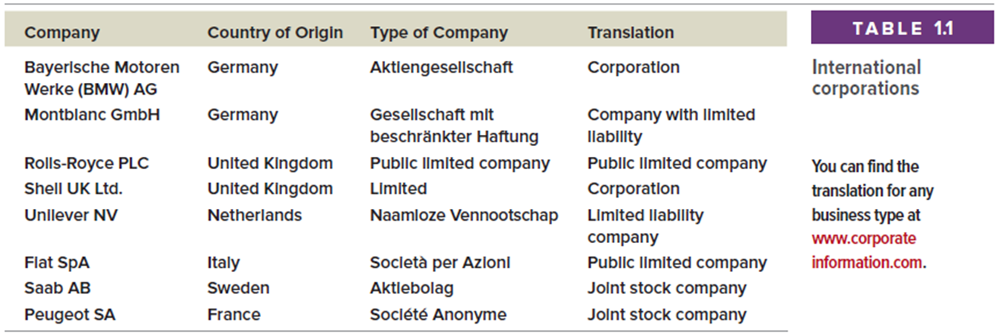 Company Country of Origin Type of Company Translation
Bayerische Motoren Werke (BMW) AG Germany Aktiengesellschaft Corporation
Montblanc GmbH Germany Gesellschaft mit beschränkter Haftung Company with limited liability
Rolls-Royce PLC United Kingdom Public limited company Public limited company
Shell UK Ltd. United Kingdom Limited Corporation
Unilever NV Netherlands Naamloze Vennootschap Limited liability company
Fiat SpA Italy Società per Azioni Public limited company
Saab AB Sweden Aktiebolag Joint stock company
Peugeot SA France Société Anonyme Joint stock company
TABLE 1.1
International
corporations
You can find the
translation for any
business type at
www.corporate
information.com.